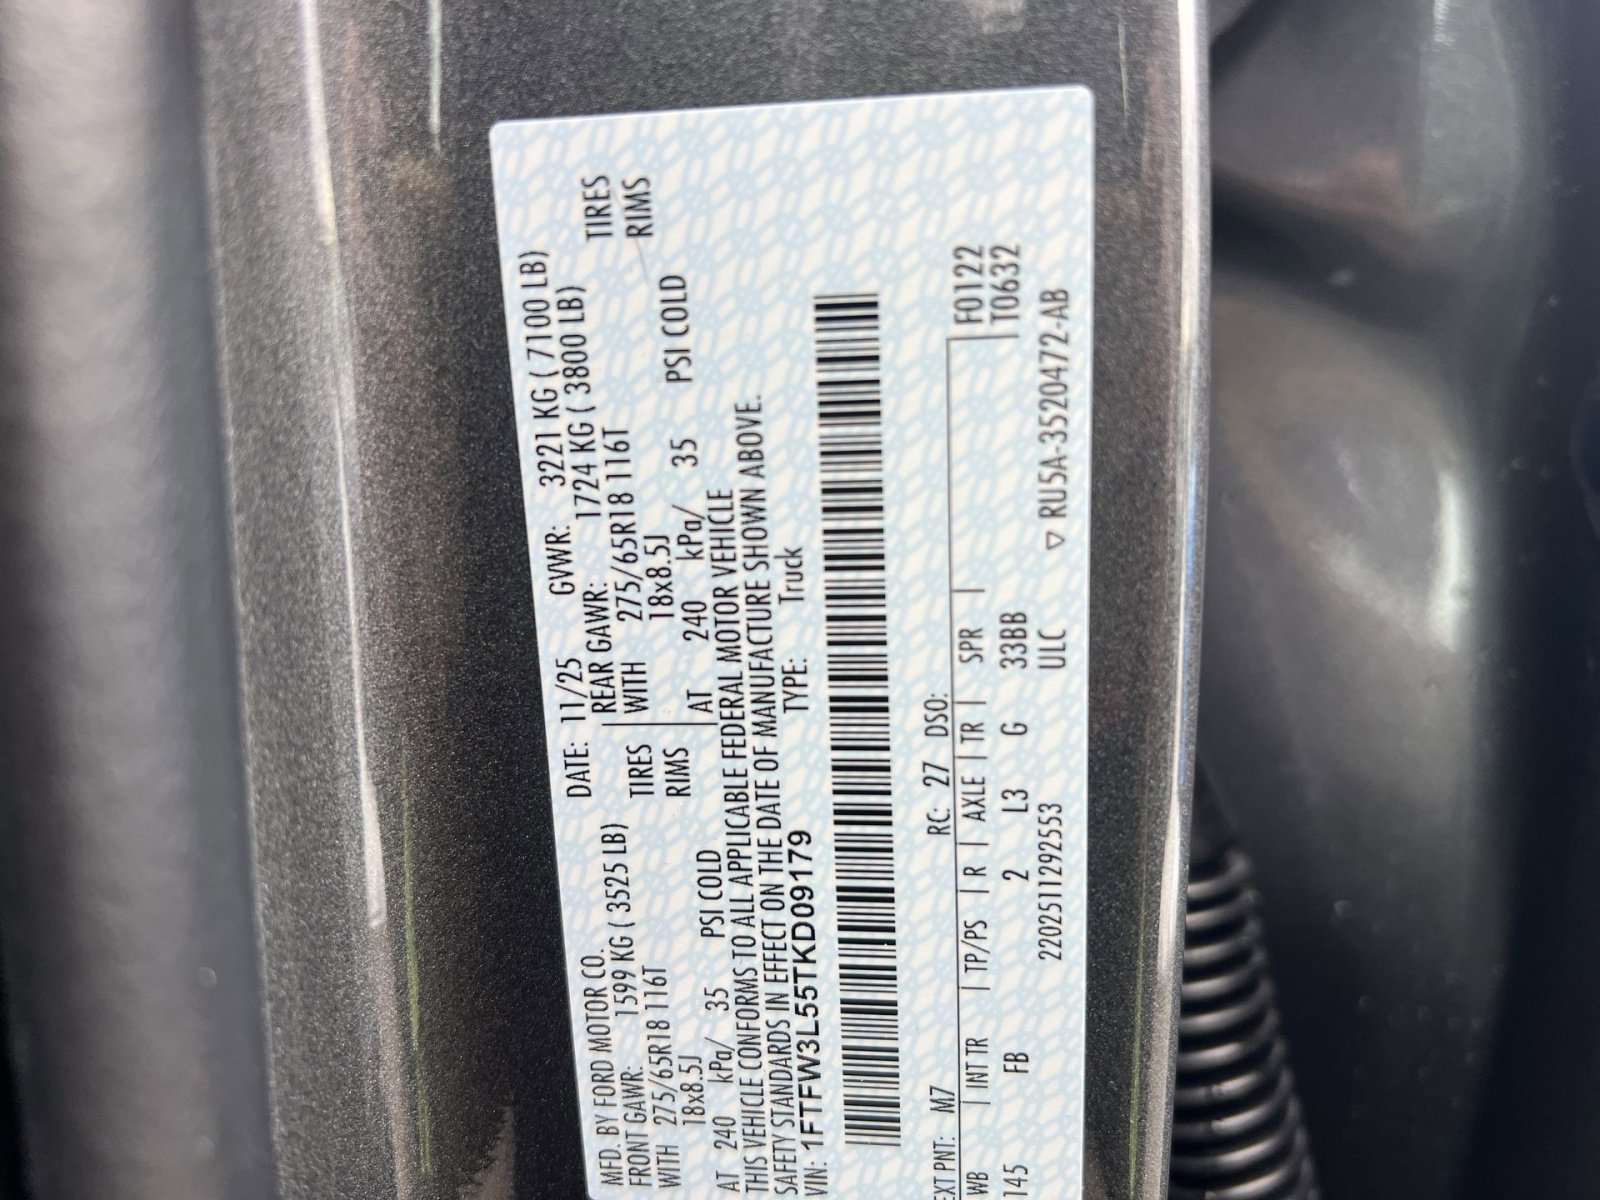 MFD. BY FORD MOTOR CO.
DATE: 11/25 GVWR: 3221 KG ( 7100 LB)
FRONT GAWR: 1599 KG ( 3525 LB) REAR GAWR: 1724 KG ( 3800 LB)
WITH 275/65R18 116T TIRES WITH 275/65R18 116T TIRES
18x8.5J RIMS 18x8.5J RIMS
AT 240 kPa/ 35 PSI COLD AT 240 kPa/ 35 PSI COLD
THIS VEHICLE CONFORMS TO ALL APPLICABLE FEDERAL MOTOR VEHICLE
SAFETY STANDARDS IN EFFECT ON THE DATE OF MANUFACTURE SHOWN ABOVE.
VIN: 1FTFW3L55TKD09179 TYPE: Truck
EXT PNT: M7 RC: 27 DSO:
WB INT TR TP/PS R AXLE TR SPR F0122
145 FB 2 L3 G 33BB T0632
2202511292553 ULC ▽ RU5A-3520472-AB